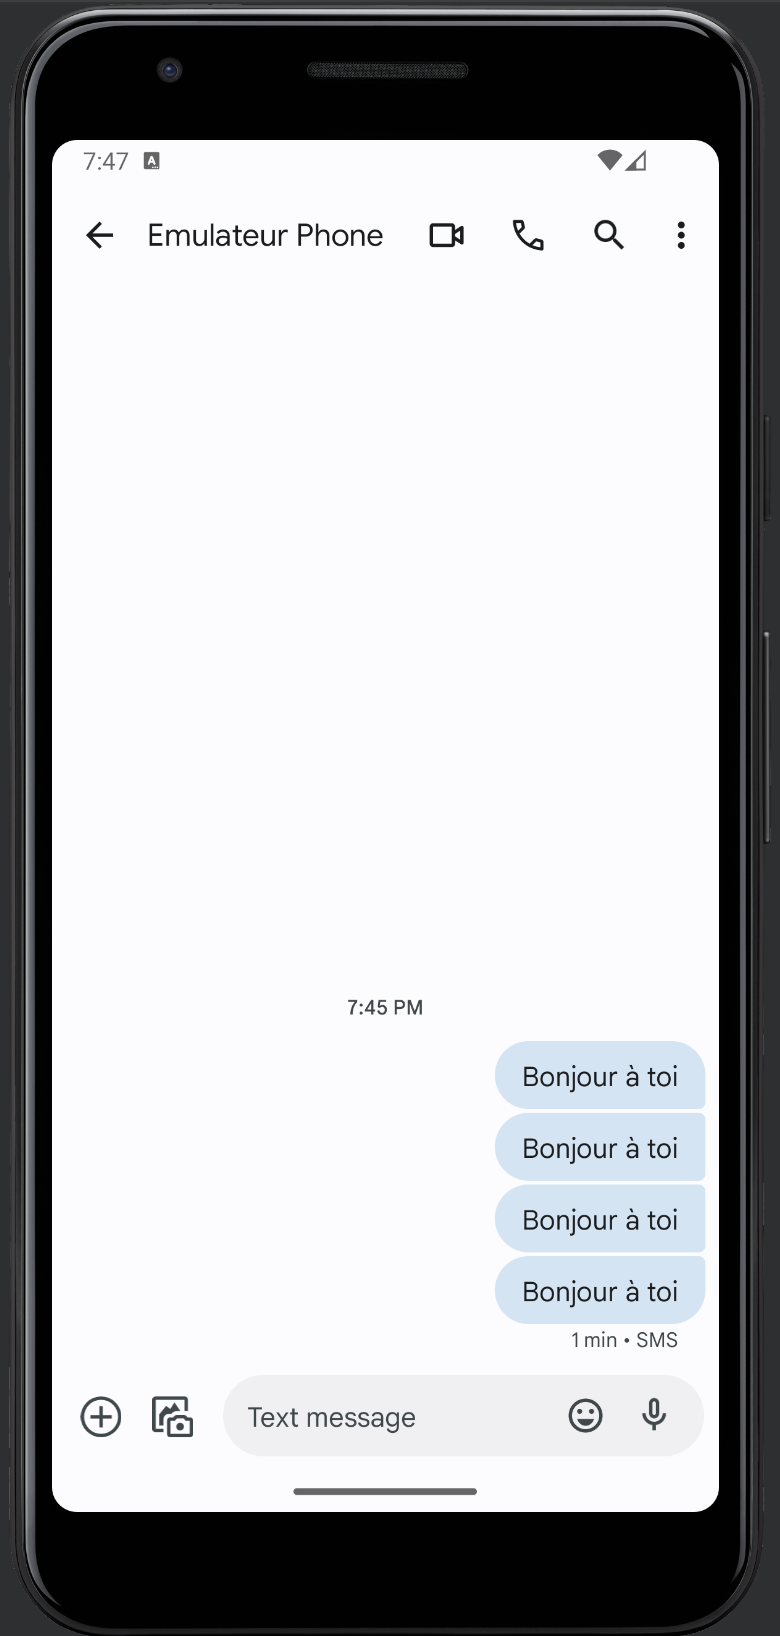 7:47 A
Emulateur Phone
7:45 PM
Bonjour à toi
Bonjour à toi
Bonjour à toi
Bonjour à toi
1 min • SMS
Text message